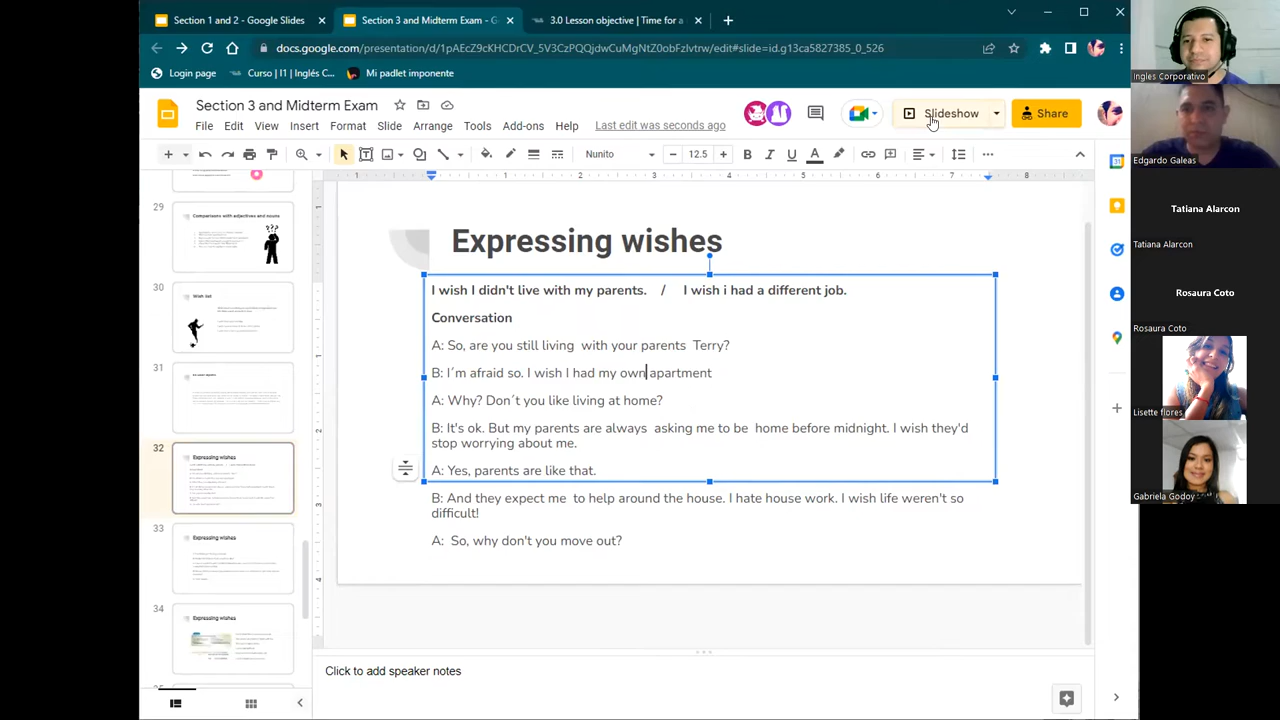 Section 1 and 2 - Google Slides
Section 3 and Midterm Exam - G
3.0 Lesson objective | Time for a
docs.google.com/presentation/d/1pAEcZ9cKHQHrCV_5V3CzPQQjdwCuMgNtZ0obFzlvtrw/edit#slide=id.g13ca5827385_0_526
Login page
Curso | I1 | Inglés C...
Mi padlet imponente
Section 3 and Midterm Exam
File Edit View Insert Format Slide Arrange Tools Add-ons Help
Last edit was seconds ago
Slideshow
Share
Nunito
12.5
29
Comparisons with adjectives and nouns
30
Wish list
31
32
Expressing wishes
33
Expressing wishes
34
Expressing wishes
Expressing wishes
I wish I didn't live with my parents. / I wish i had a different job.
Conversation
A: So, are you still living with your parents Terry?
B: I´m afraid so. I wish I had my own apartment
A: Why? Don´t you like living at home?
B: It's ok. But my parents are always asking me to be home before midnight. I wish they'd
stop worrying about me.
A: Yes, parents are like that.
B: And they expect me to help around the house. I hate house work. I wish life weren't so
difficult!
A: So, why don't you move out?
Click to add speaker notes
Ingles Corporativo
Edgardo Galeas
Tatiana Alarcon
Tatiana Alarcon
Rosaura Coto
Rosaura Coto
Lisette flores
Gabriela Godoy